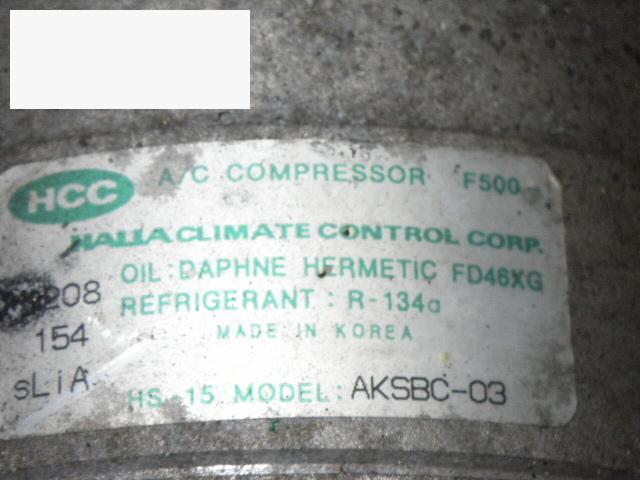 HCC A/C COMPRESSOR F500
HALLA CLIMATE CONTROL CORP.
OIL : DAPHNE HERMETIC FD46XG
208 REFRIGERANT : R-134a
154 MADE IN KOREA
sLiA
HS-15 MODEL: AKSBC-03